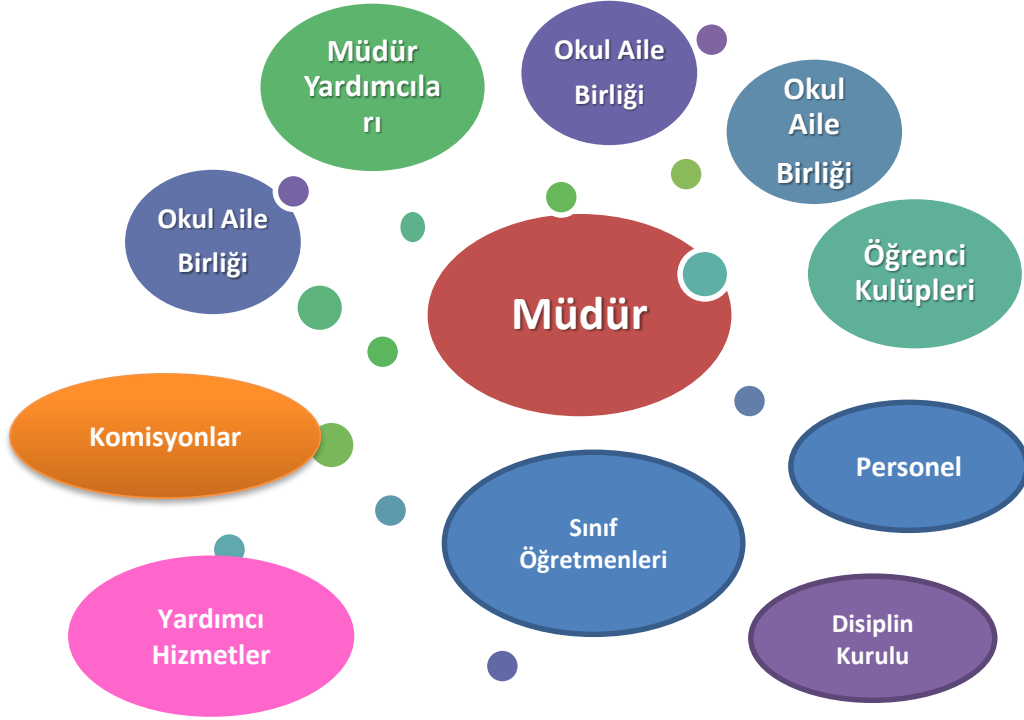 Müdür
Yardımcıla
rı
Okul Aile
Birliği
Okul
Aile
Birliği
Okul Aile
Birliği
Öğrenci
Kulüpleri
Müdür
Komisyonlar
Personel
Sınıf
Öğretmenleri
Yardımcı
Hizmetler
Disiplin
Kurulu